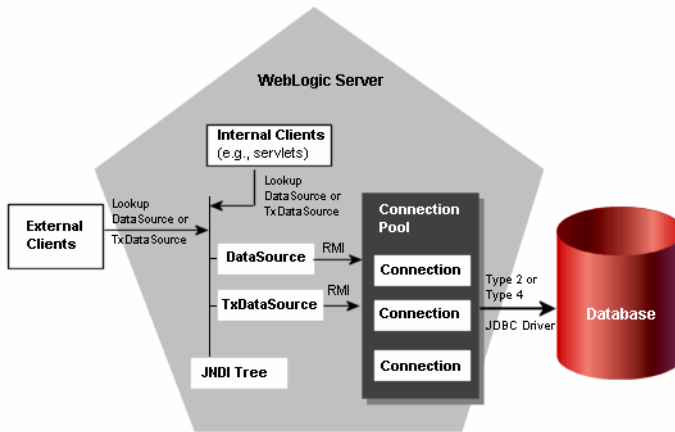 WebLogic Server
Internal Clients
(e.g., servlets)
Lookup
DataSource or
TxDataSource
External
Clients
Lookup
DataSource or
TxDataSource
DataSource
RMI
TxDataSource
RMI
JNDI Tree
Connection
Pool
Connection
Connection
Connection
Type 2 or
Type 4
JDBC Driver
Database